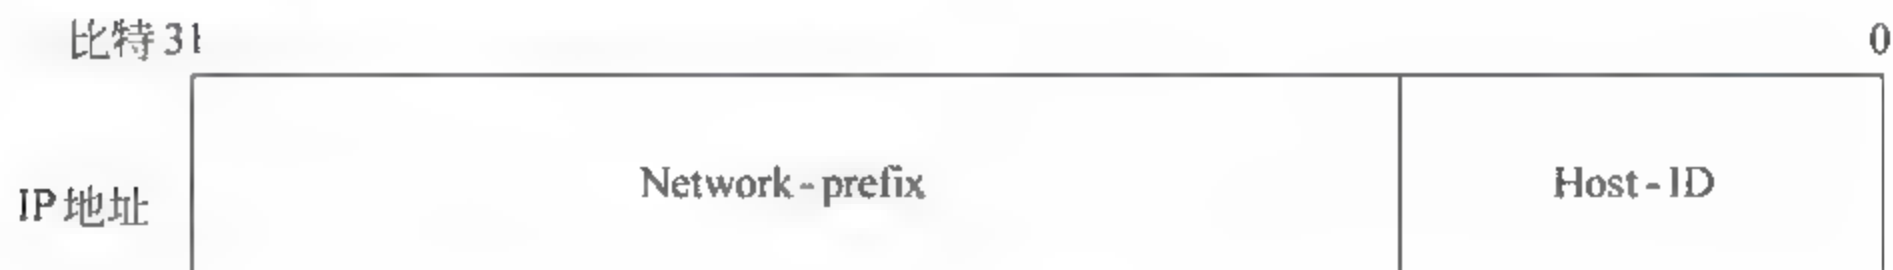 比特31 0
Network-prefix Host-ID
IP地址